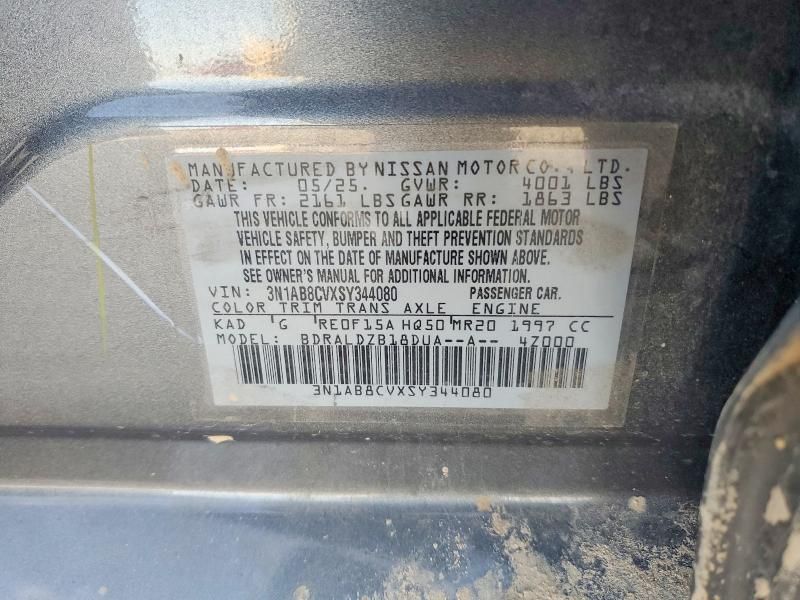 MANUFACTURED BY NISSAN MOTOR CO., LTD.
DATE: 05/25. GVWR: 4001 LBS
GAWR FR: 2161 LBS GAWR RR: 1863 LBS
THIS VEHICLE CONFORMS TO ALL APPLICABLE FEDERAL MOTOR
VEHICLE SAFETY, BUMPER AND THEFT PREVENTION STANDARDS
IN EFFECT ON THE DATE OF MANUFACTURE SHOWN ABOVE.
SEE OWNER'S MANUAL FOR ADDITIONAL INFORMATION.
VIN: 3N1AB8CVXSY344080 PASSENGER CAR.
COLOR TRIM TRANS AXLE ENGINE
KAD G RE0F15A HQ50 MR20 1997 CC
MODEL: BDRALDZB18DUA--A-- 4Z000
3N1AB8CVXSY344080